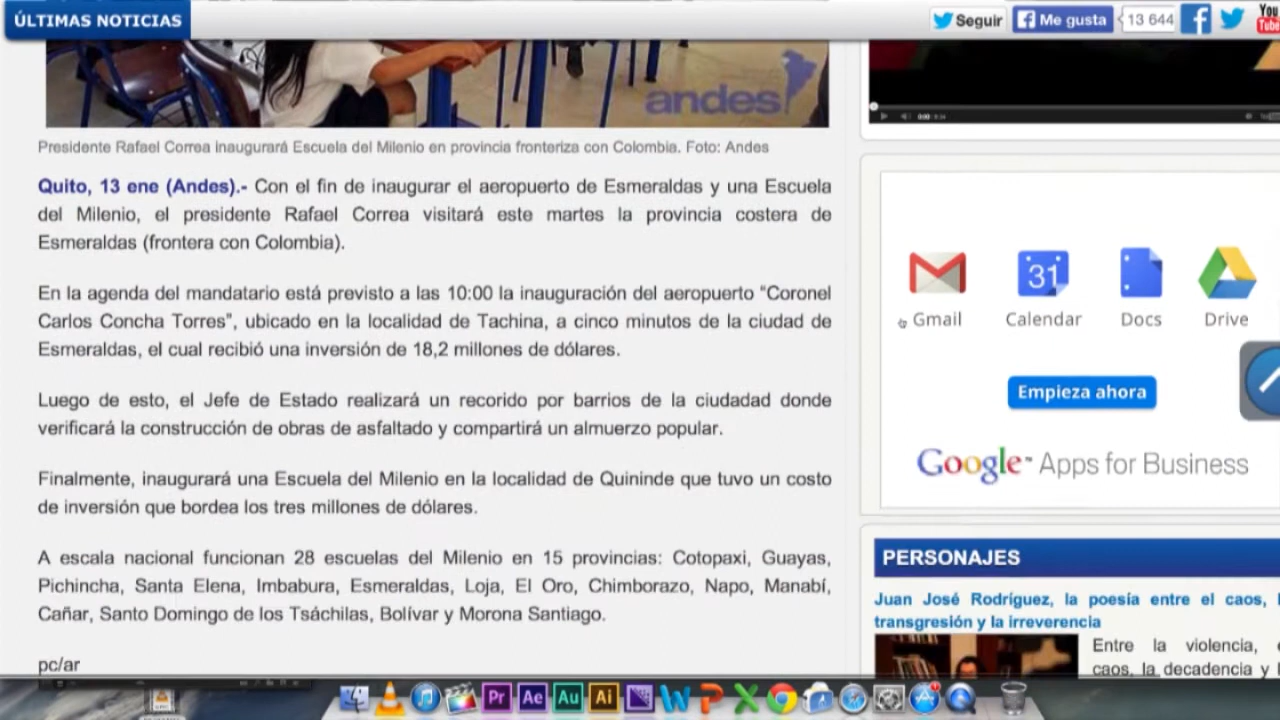 ÚLTIMAS NOTICIAS
Seguir
Me gusta
13 644
You
Tube
andes
Presidente Rafael Correa inaugurará Escuela del Milenio en provincia fronteriza con Colombia. Foto: Andes
Quito, 13 ene (Andes).- Con el fin de inaugurar el aeropuerto de Esmeraldas y una Escuela
del Milenio, el presidente Rafael Correa visitará este martes la provincia costera de
Esmeraldas (frontera con Colombia).
En la agenda del mandatario está previsto a las 10:00 la inauguración del aeropuerto “Coronel
Carlos Concha Torres”, ubicado en la localidad de Tachina, a cinco minutos de la ciudad de
Esmeraldas, el cual recibió una inversión de 18,2 millones de dólares.
Luego de esto, el Jefe de Estado realizará un recorrido por barrios de la ciudadad donde
verificará la construcción de obras de asfaltado y compartirá un almuerzo popular.
Finalmente, inaugurará una Escuela del Milenio en la localidad de Quininde que tuvo un costo
de inversión que bordea los tres millones de dólares.
A escala nacional funcionan 28 escuelas del Milenio en 15 provincias: Cotopaxi, Guayas,
Pichincha, Santa Elena, Imbabura, Esmeraldas, Loja, El Oro, Chimborazo, Napo, Manabí,
Cañar, Santo Domingo de los Tsáchilas, Bolívar y Morona Santiago.
pc/ar
31
Gmail Calendar Docs Drive
Empieza ahora
Google™ Apps for Business
PERSONAJES
Juan José Rodríguez, la poesía entre el caos,
transgresión y la irreverencia
Entre la violencia,
caos, la decadencia y
Pr Ae Au Ai